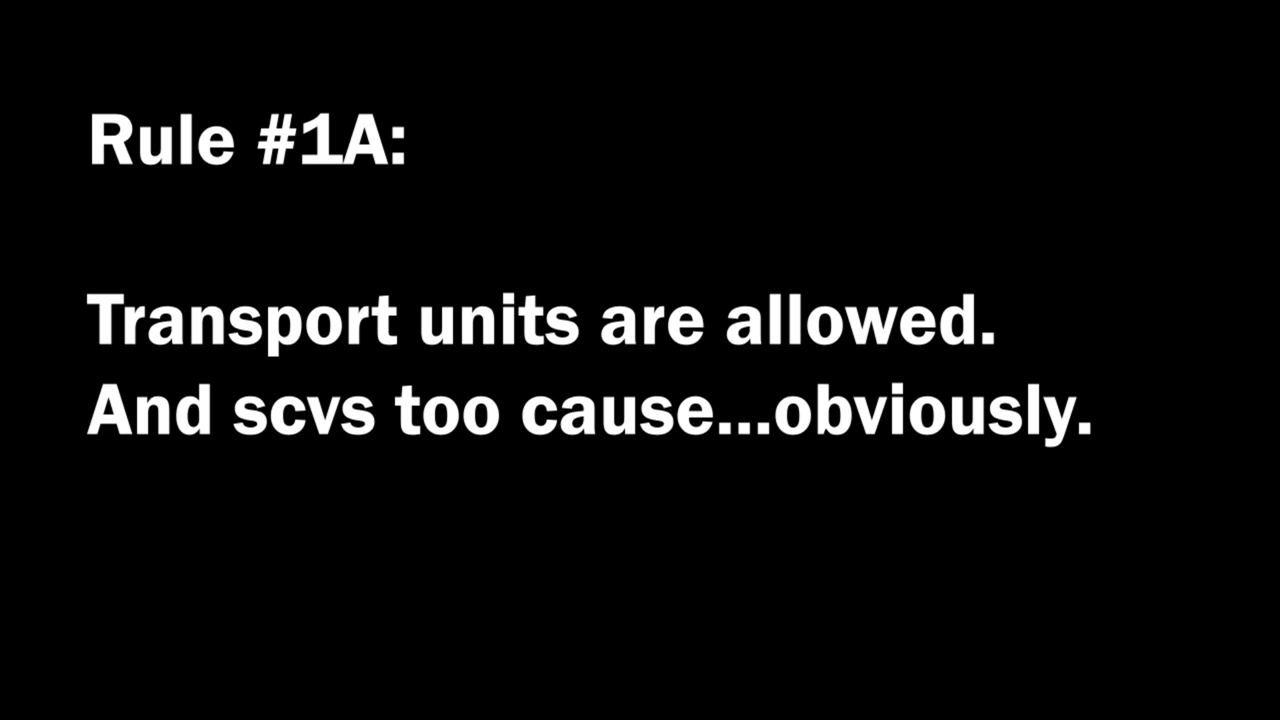 Rule #1A:
Transport units are allowed.
And scvs too cause...obviously.